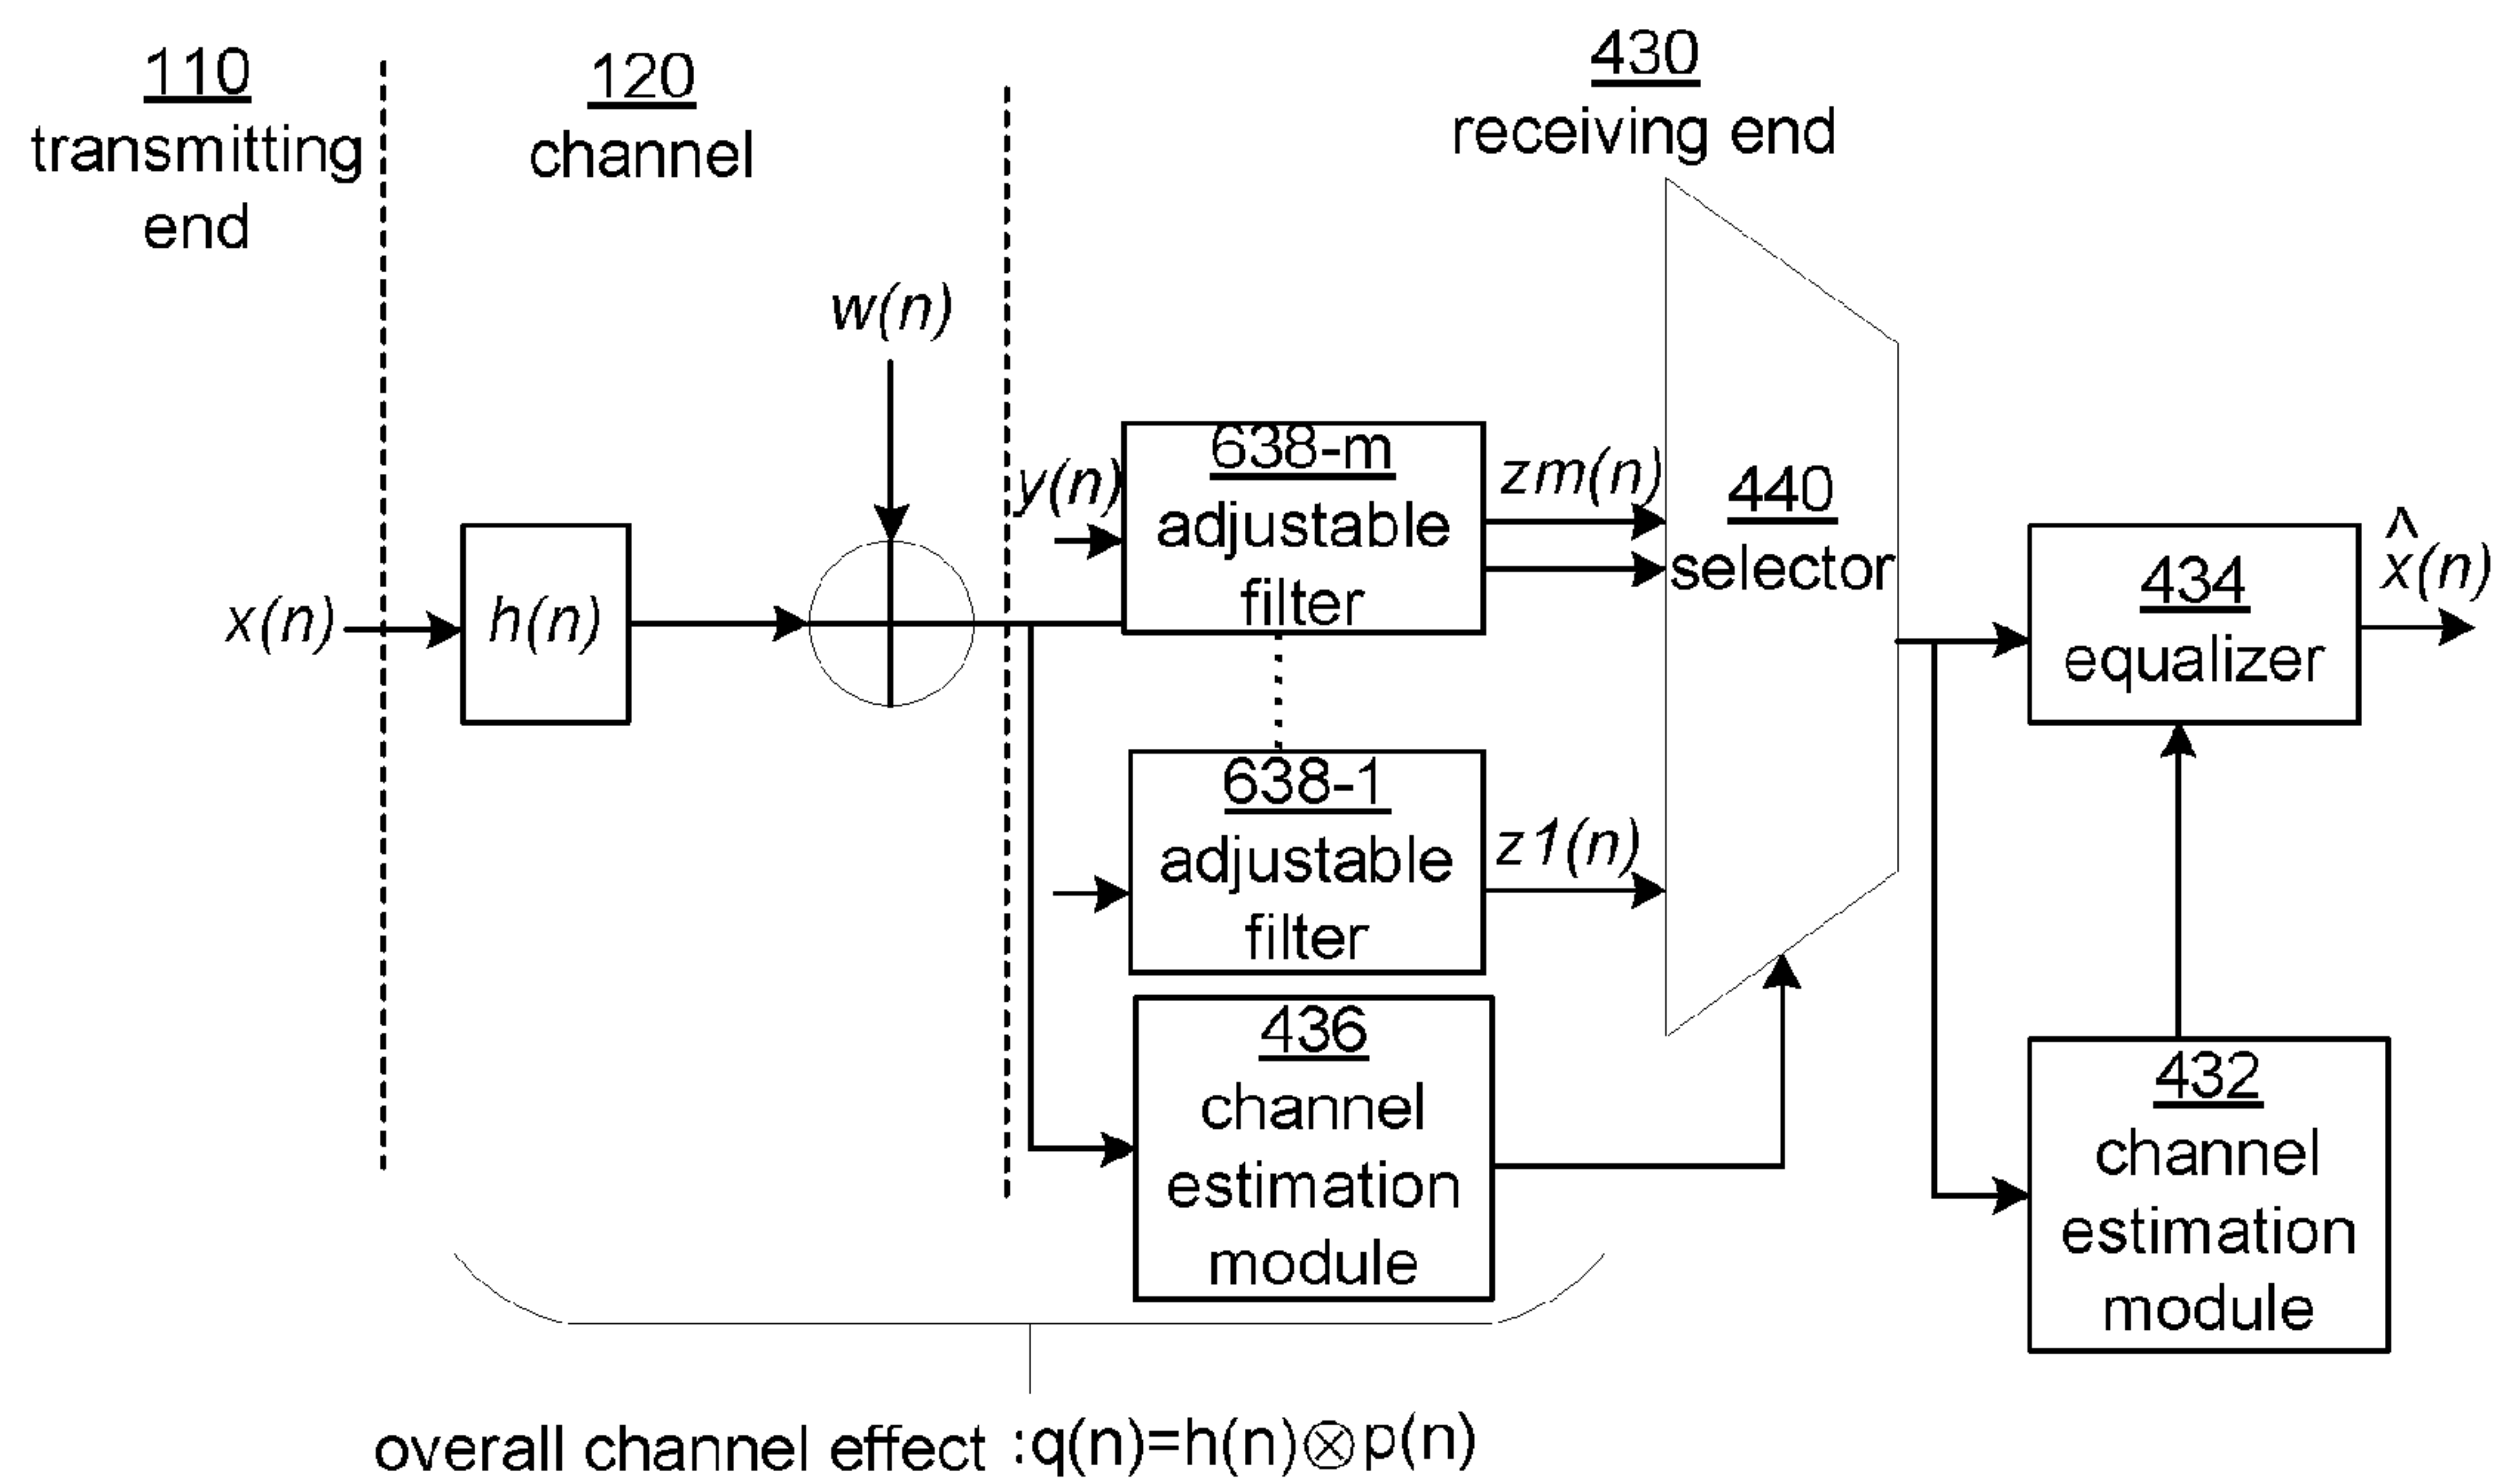 110
transmitting
end
120
channel
430
receiving end
w(n)
x(n)
h(n)
y(n)
638-m
adjustable
filter
zm(n)
638-1
adjustable
filter
z1(n)
436
channel
estimation
module
440
selector
434
equalizer
x̂(n)
432
channel
estimation
module
overall channel effect :q(n)=h(n)⊗p(n)